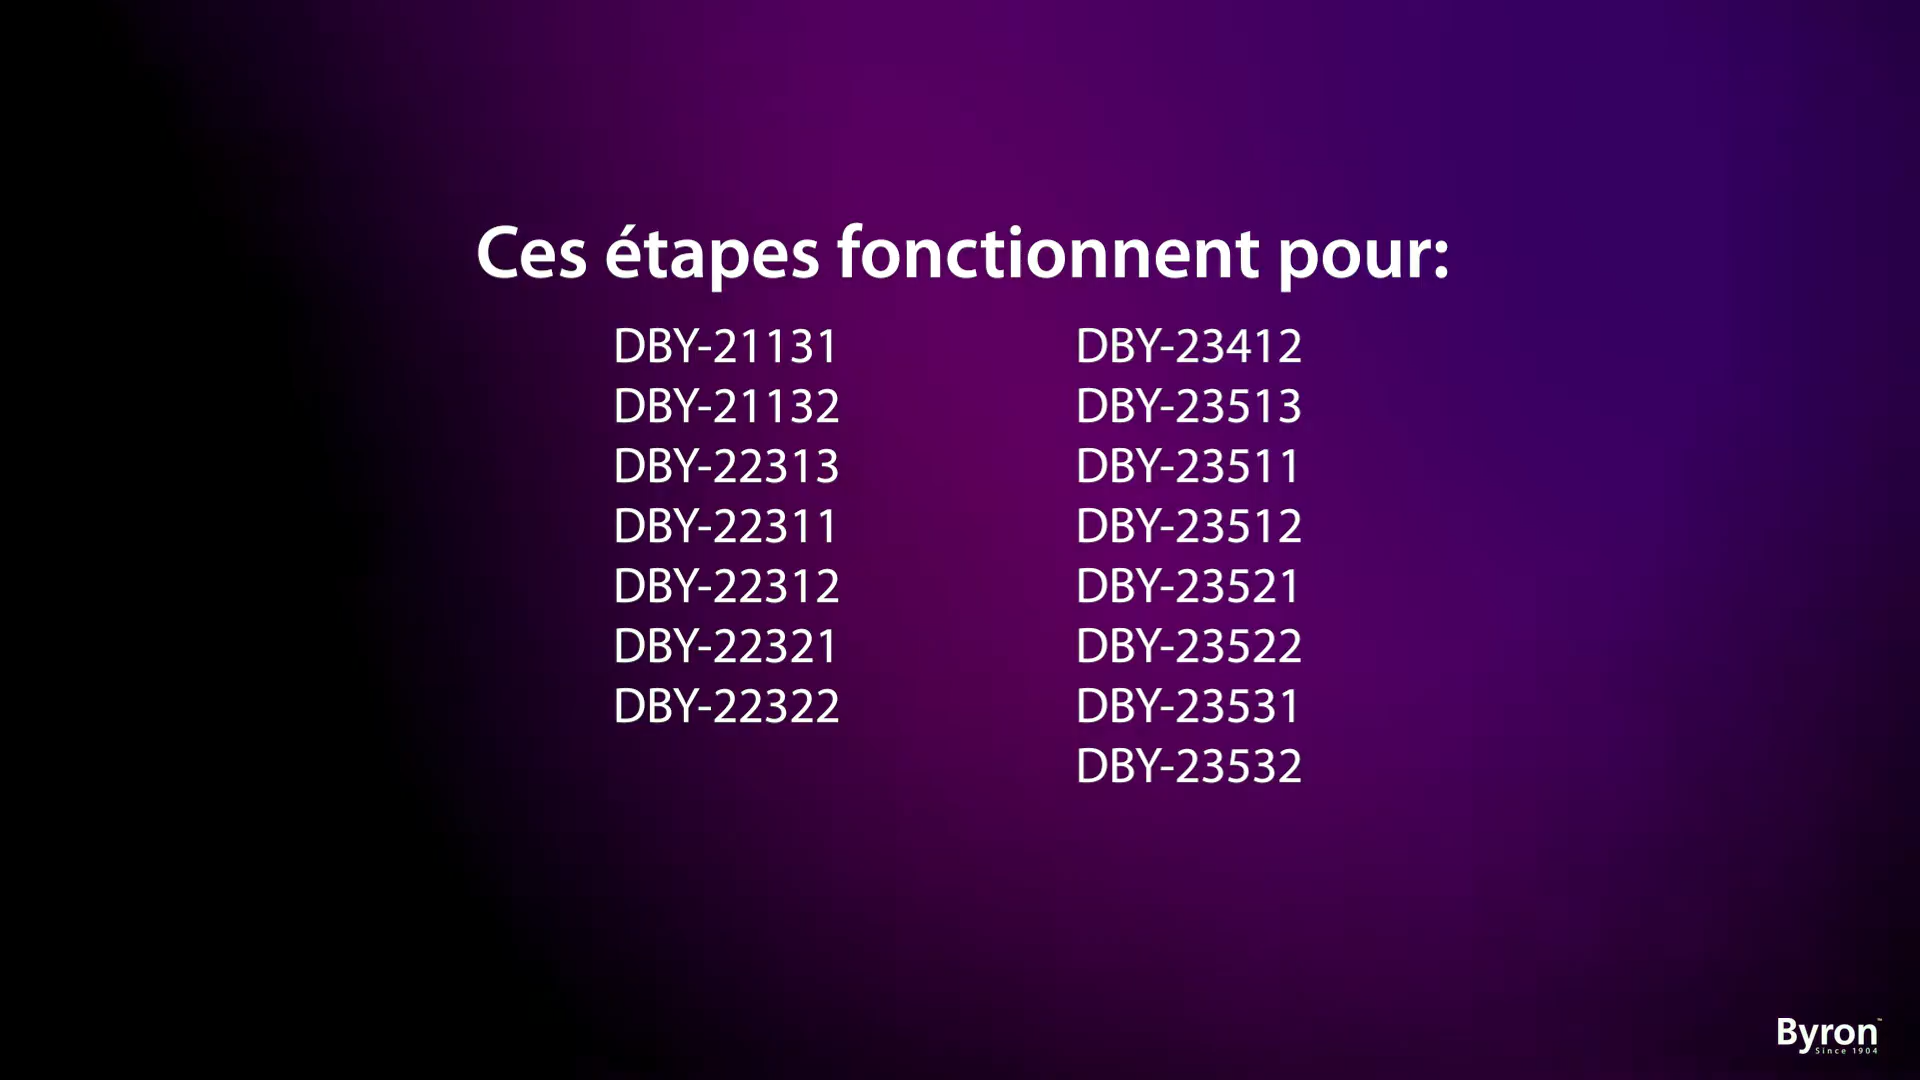 Ces étapes fonctionnent pour:
DBY-21131
DBY-21132
DBY-22313
DBY-22311
DBY-22312
DBY-22321
DBY-22322
DBY-23412
DBY-23513
DBY-23511
DBY-23512
DBY-23521
DBY-23522
DBY-23531
DBY-23532
Byron™
Since 1904